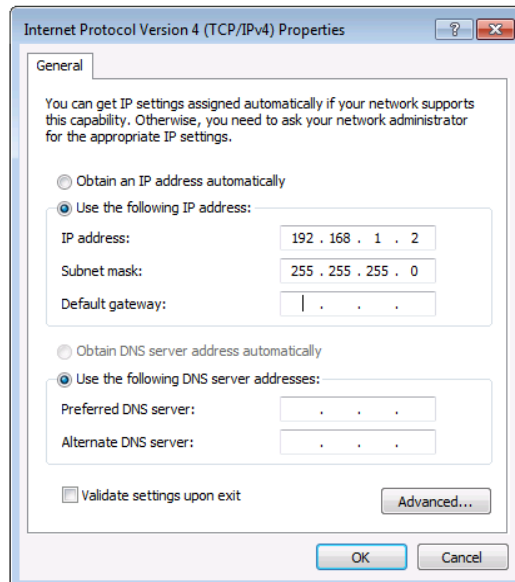 Internet Protocol Version 4 (TCP/IPv4) Properties
General
You can get IP settings assigned automatically if your network supports
this capability. Otherwise, you need to ask your network administrator
for the appropriate IP settings.
Obtain an IP address automatically
Use the following IP address:
IP address: 192 . 168 . 1 . 2
Subnet mask: 255 . 255 . 255 . 0
Default gateway: . . .
Obtain DNS server address automatically
Use the following DNS server addresses:
Preferred DNS server: . . .
Alternate DNS server: . . .
Validate settings upon exit
Advanced...
OK Cancel